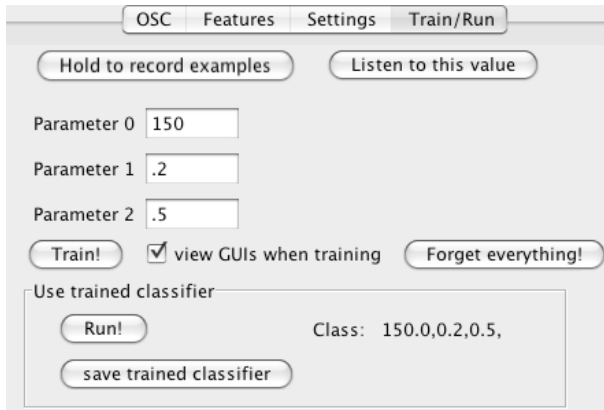 OSC Features Settings Train/Run
Hold to record examples Listen to this value
Parameter 0 150
Parameter 1 .2
Parameter 2 .5
Train! view GUIs when training Forget everything!
Use trained classifier
Run! Class: 150.0,0.2,0.5,
save trained classifier